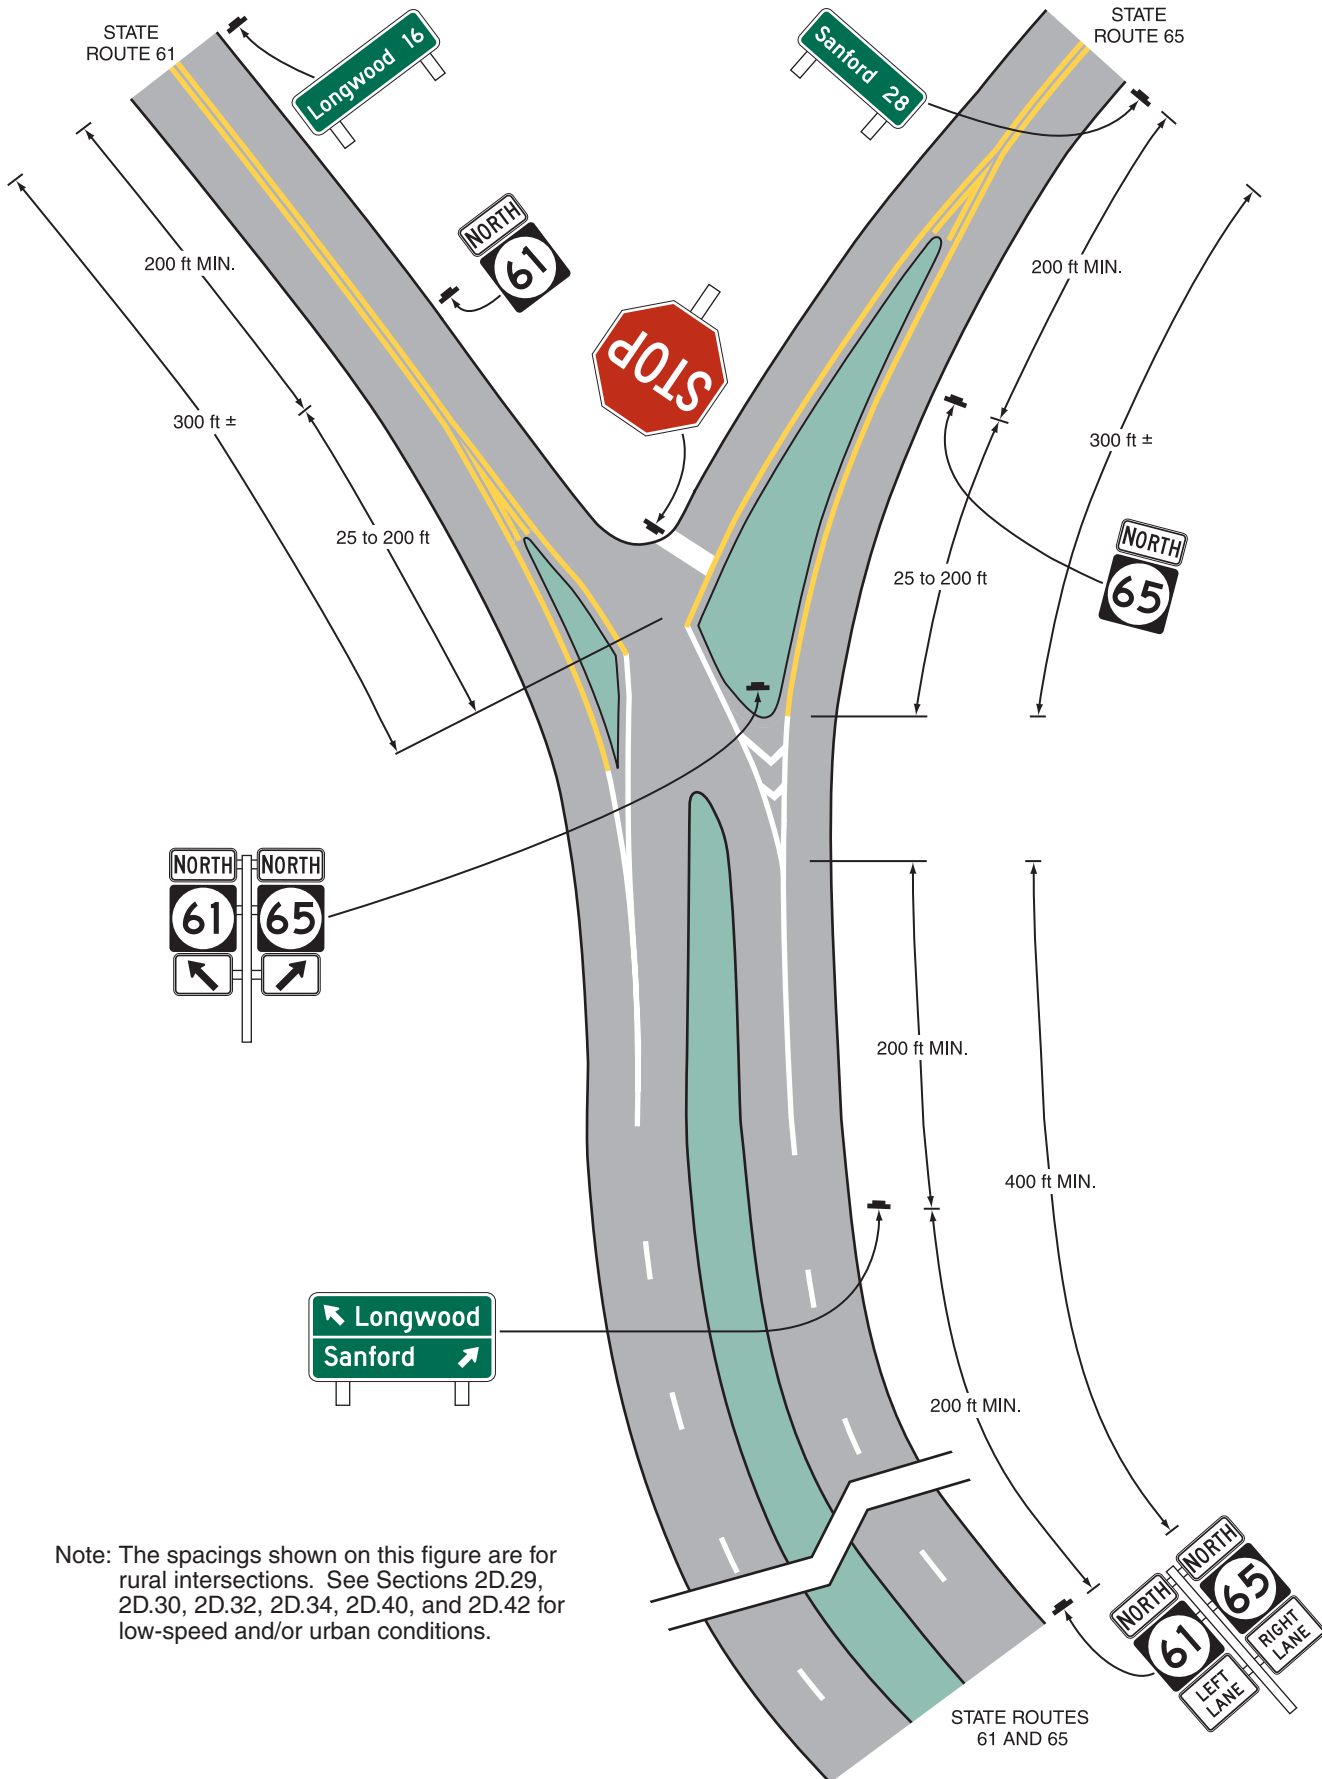 STATE
ROUTE 61
Longwood 16
Sanford 28
STATE
ROUTE 65
200 ft MIN.
NORTH
61
200 ft MIN.
STOP
300 ft ±
300 ft ±
25 to 200 ft
25 to 200 ft
NORTH
65
NORTH
NORTH
61
65
200 ft MIN.
400 ft MIN.
Longwood
Sanford
200 ft MIN.
NORTH
65
RIGHT
LANE
NORTH
61
LEFT
LANE
Note: The spacings shown on this figure are for
rural intersections. See Sections 2D.29,
2D.30, 2D.32, 2D.34, 2D.40, and 2D.42 for
low-speed and/or urban conditions.
STATE ROUTES
61 AND 65